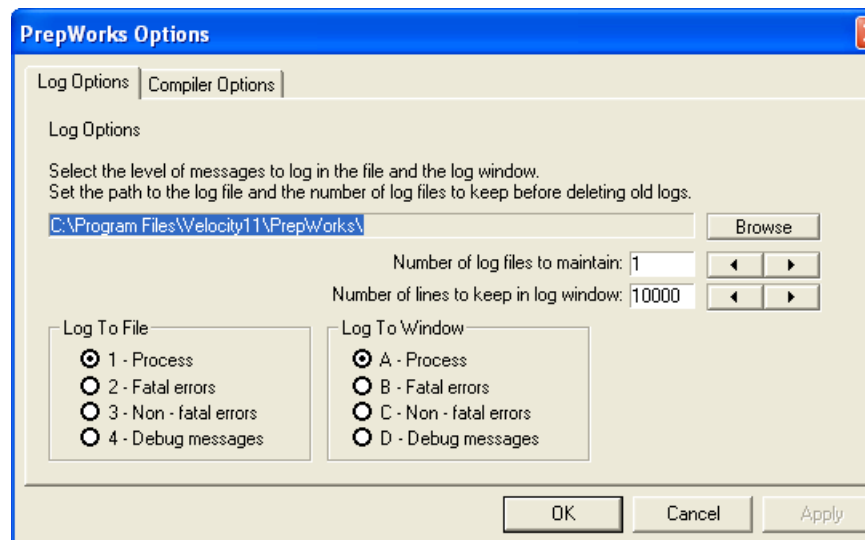 PrepWorks Options
Log Options Compiler Options
Log Options
Select the level of messages to log in the file and the log window.
Set the path to the log file and the number of log files to keep before deleting old logs.
C:\Program Files\Velocity11\PrepWorks\ Browse
Number of log files to maintain: 1
Number of lines to keep in log window: 10000
Log To File Log To Window
1 - Process A - Process
2 - Fatal errors B - Fatal errors
3 - Non - fatal errors C - Non - fatal errors
4 - Debug messages D - Debug messages
OK Cancel Apply